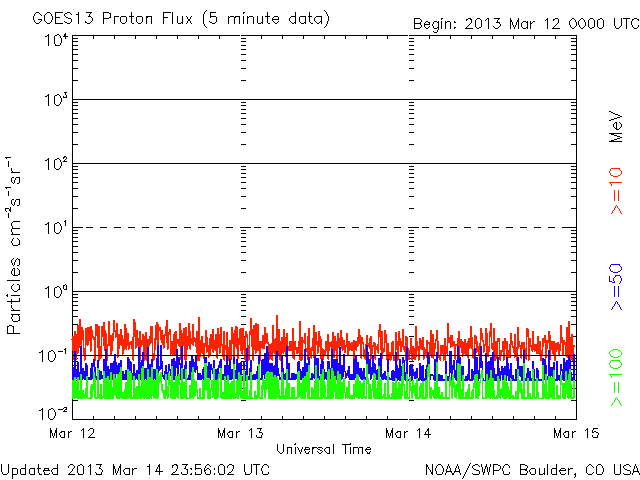 GOES13 Proton Flux (5 minute data)
Begin: 2013 Mar 12 0000 UTC
Particles cm⁻²s⁻¹sr⁻¹
10⁴
10³
10²
10¹
10⁰
10⁻¹
10⁻²
Mar 12
Mar 13
Mar 14
Mar 15
Universal Time
MeV
>=10
>=50
>=100
Updated 2013 Mar 14 23:56:02 UTC
NOAA/SWPC Boulder, CO USA